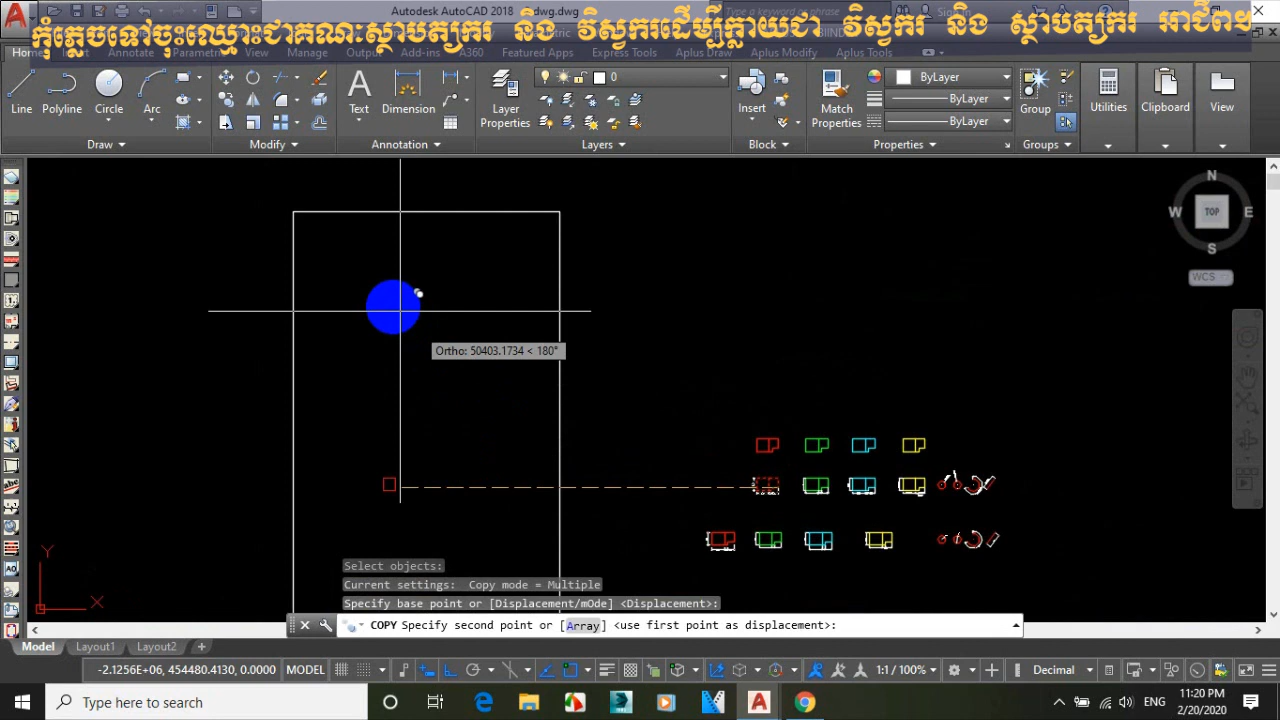 Autodesk AutoCAD 2018 dwg.dwg
កុំភ្លេចទៅចុះឈ្មោះជាគណៈស្ថាបត្យករ និង វិស្វករដើម្បីក្លាយជា វិស្វករ និង ស្ថាបត្យករ
Manage Add-ins A360 Featured Apps Express Tools Aplus Draw Aplus Modify Aplus Tools
Line Polyline Circle Arc Text Dimension Layer Properties 0 Insert Match Properties ByLayer ByLayer ByLayer Group Utilities Clipboard View
Draw Modify Annotation Layers Block Properties Groups
N
W TOP E
S
WCS
Ortho: 50403.1734 < 180°
Y
X
Select objects:
Current settings: Copy mode = Multiple
Specify base point or [Displacement/mOde] <Displacement>:
COPY Specify second point or [Array] <use first point as displacement>:
Model Layout1 Layout2 +
-2.1256E+06, 454480.4130, 0.0000 MODEL 1:1 / 100% Decimal
Type here to search ENG 11:20 PM 2/20/2020